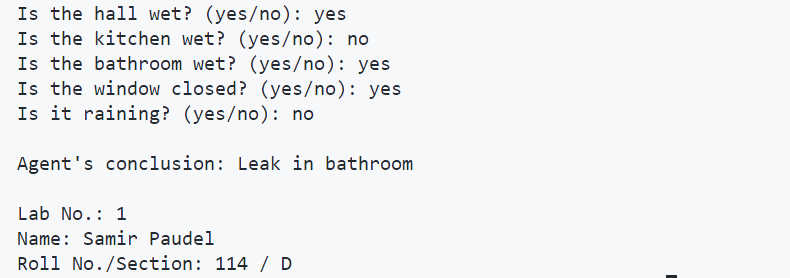 Is the hall wet? (yes/no): yes
Is the kitchen wet? (yes/no): no
Is the bathroom wet? (yes/no): yes
Is the window closed? (yes/no): yes
Is it raining? (yes/no): no
Agent's conclusion: Leak in bathroom
Lab No.: 1
Name: Samir Paudel
Roll No./Section: 114 / D